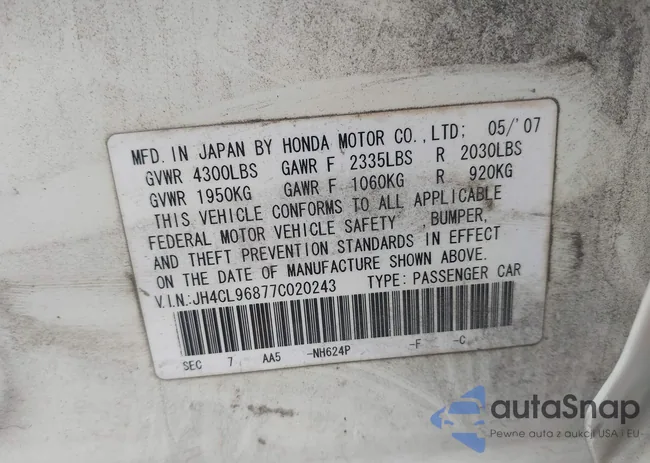 MFD. IN JAPAN BY HONDA MOTOR CO.,LTD; 05/'07
GVWR 4300LBS GAWR F 2335LBS R 2030LBS
GVWR 1950KG GAWR F 1060KG R 920KG
THIS VEHICLE CONFORMS TO ALL APPLICABLE
FEDERAL MOTOR VEHICLE SAFETY ,BUMPER,
AND THEFT PREVENTION STANDARDS IN EFFECT
ON THE DATE OF MANUFACTURE SHOWN ABOVE.
V.I.N.:JH4CL96877C020243 TYPE: PASSENGER CAR
SEC 7 AA5 -NH624P -F -C
autoSnap
Pewne auta z aukcji USA i EU